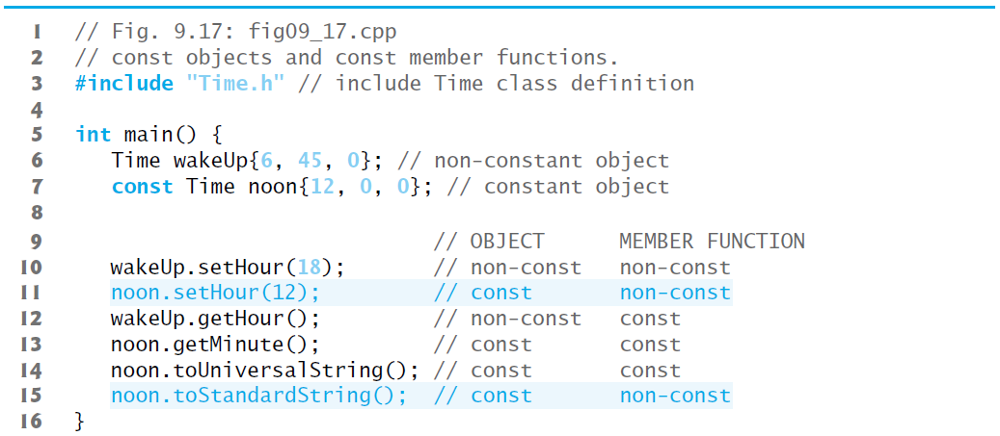 1 // Fig. 9.17: fig09_17.cpp
2 // const objects and const member functions.
3 #include "Time.h" // include Time class definition
4
5 int main() {
6 Time wakeUp{6, 45, 0}; // non-constant object
7 const Time noon{12, 0, 0}; // constant object
8
9 // OBJECT MEMBER FUNCTION
10 wakeUp.setHour(18); // non-const non-const
11 noon.setHour(12); // const non-const
12 wakeUp.getHour(); // non-const const
13 noon.getMinute(); // const const
14 noon.toUniversalString(); // const const
15 noon.toStandardString(); // const non-const
16 }